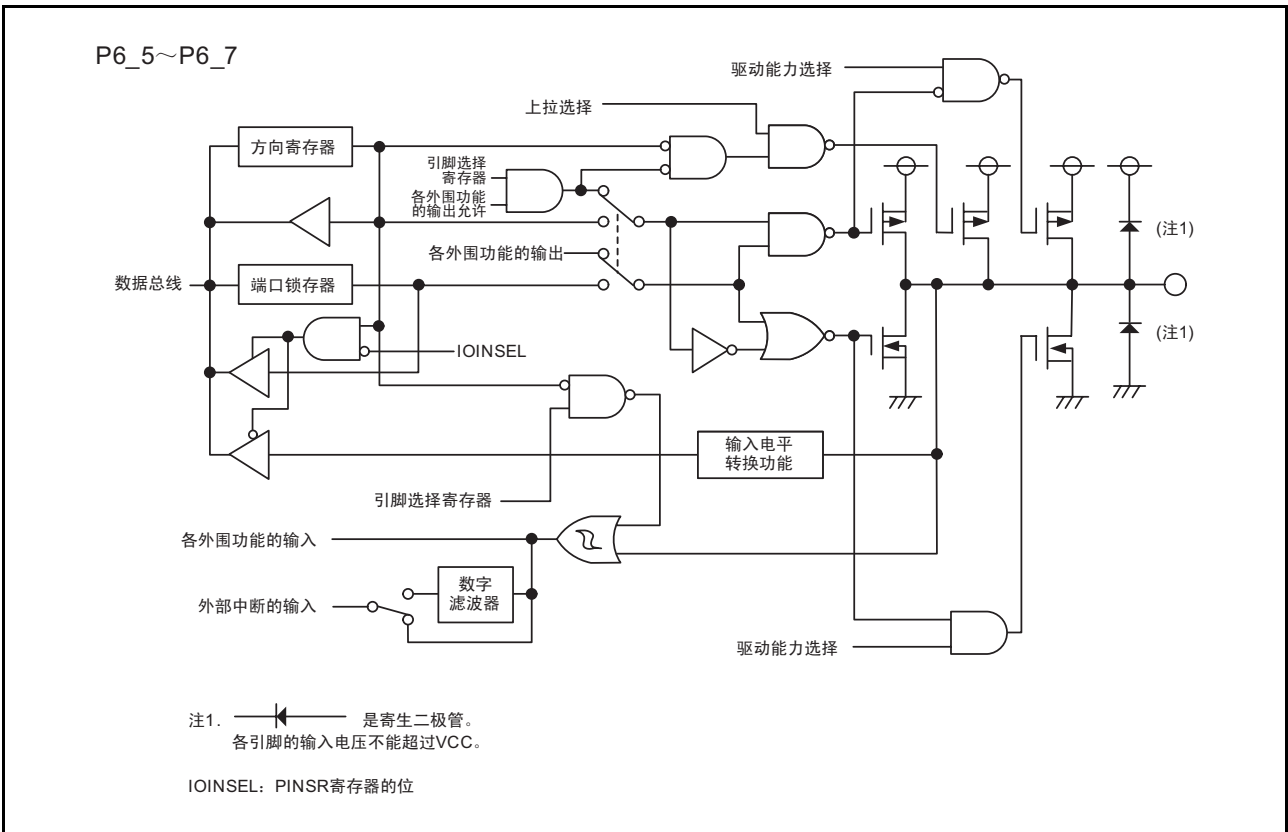 P6_5～P6_7
驱动能力选择
上拉选择
方向寄存器
引脚选择
寄存器
各外围功能
的输出允许
(注1)
各外围功能的输出
数据总线
端口锁存器
(注1)
IOINSEL
输入电平
转换功能
引脚选择寄存器
各外围功能的输入
数字
滤波器
外部中断的输入
驱动能力选择
注1. 是寄生二极管。
各引脚的输入电压不能超过VCC。
IOINSEL：PINSR寄存器的位